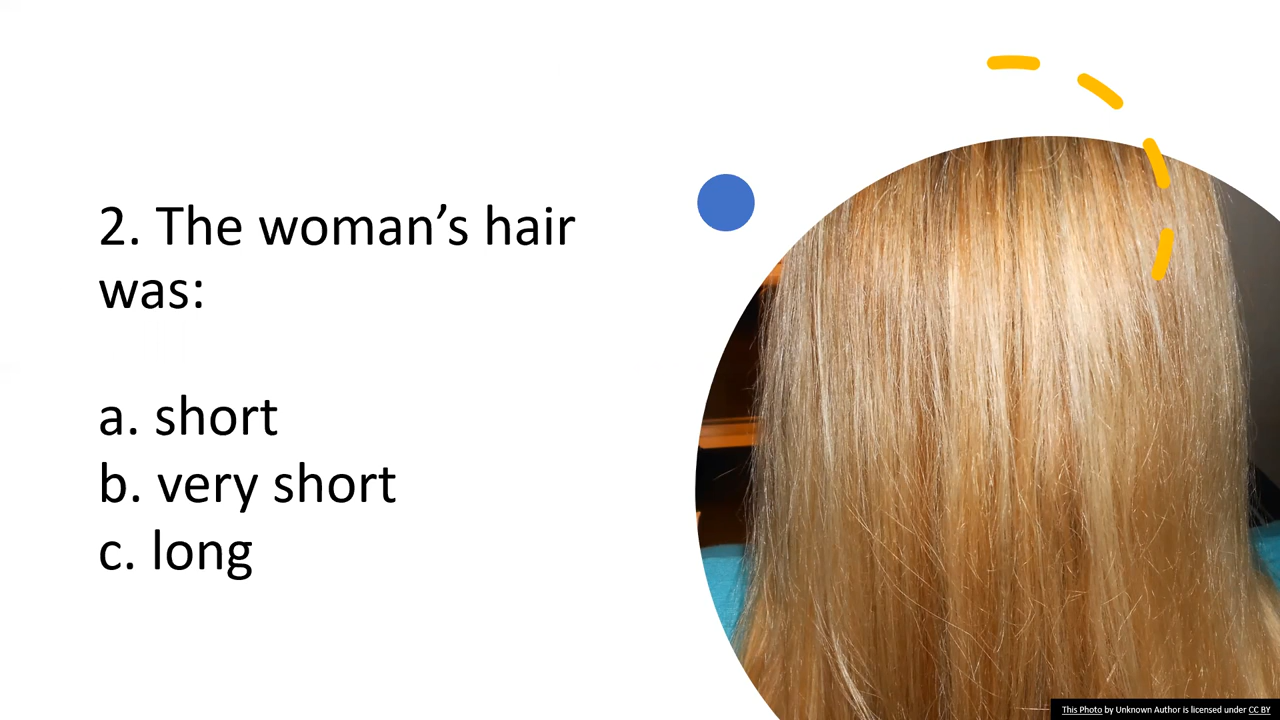 2. The woman’s hair
was:
a. short
b. very short
c. long
This Photo by Unknown Author is licensed under CC BY